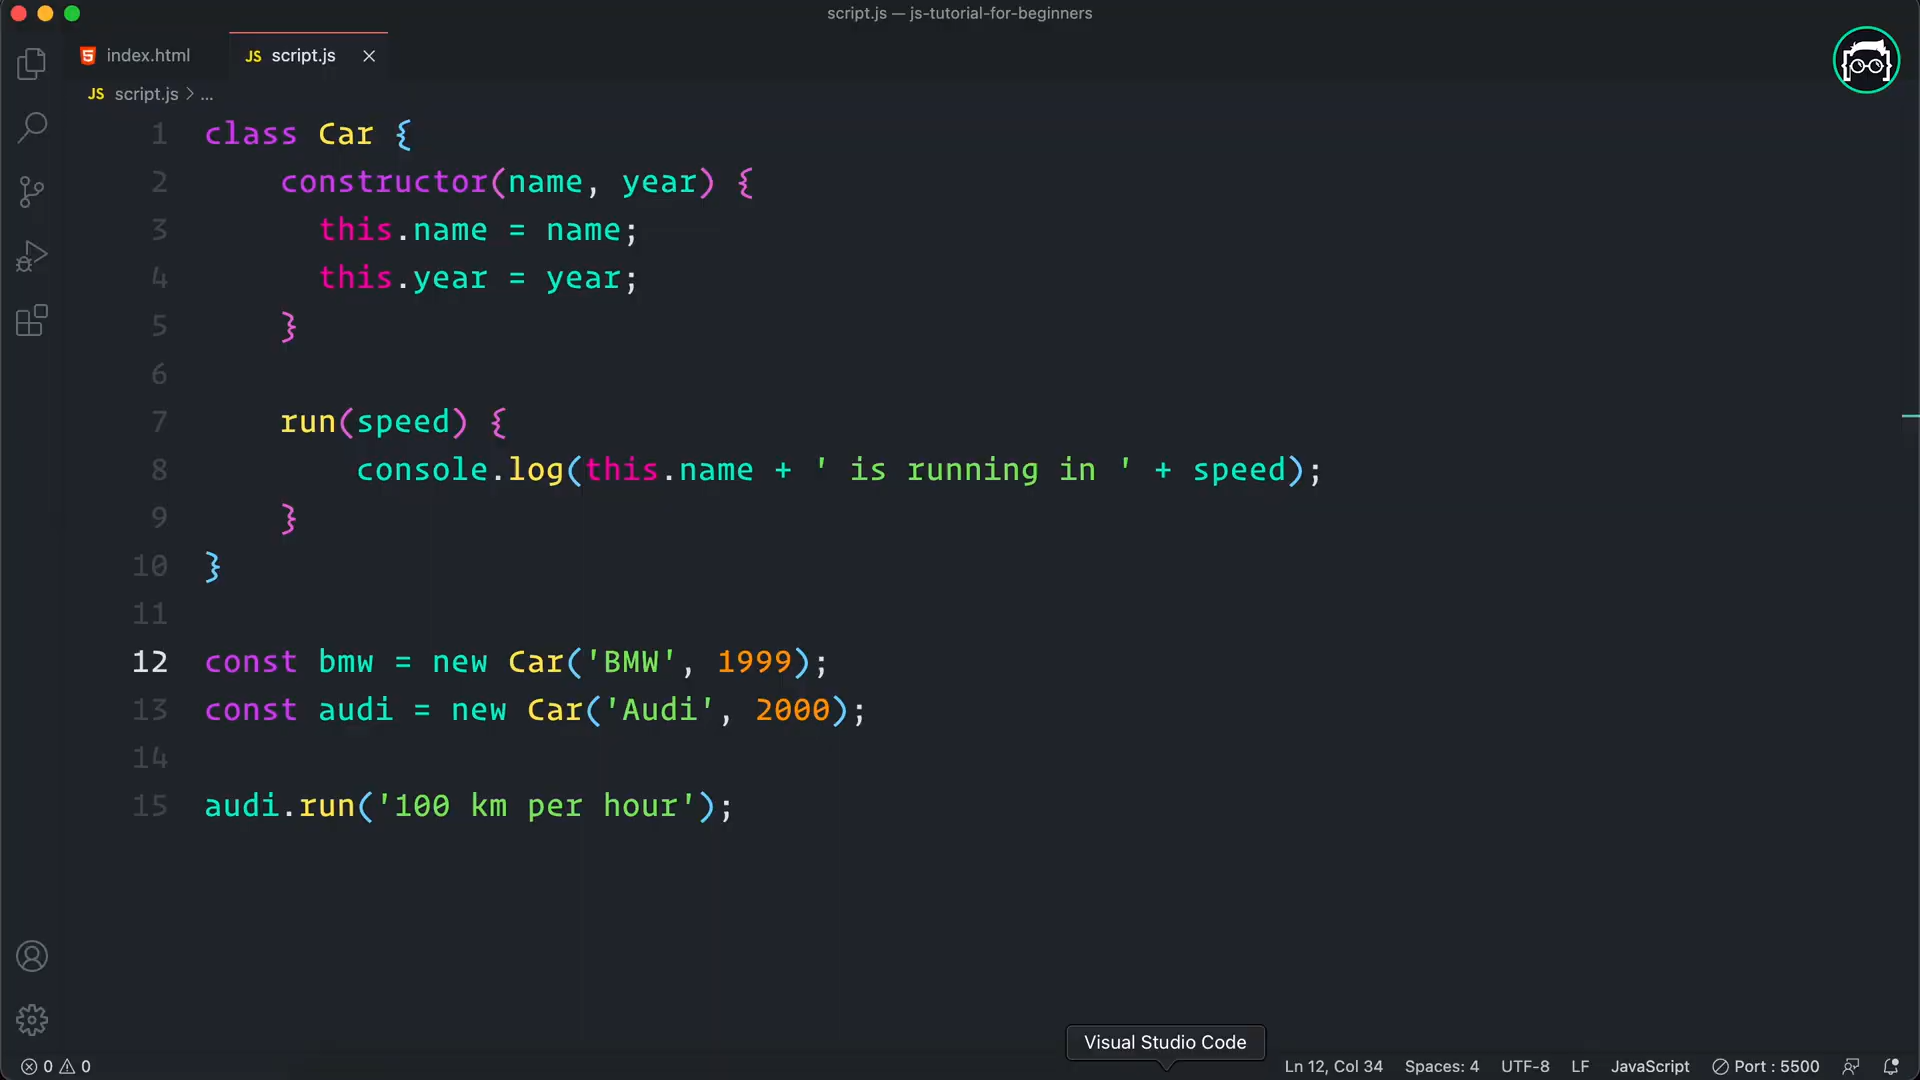 script.js — js-tutorial-for-beginners
index.html
JS script.js
JS script.js > ...
1 class Car {
2 constructor(name, year) {
3 this.name = name;
4 this.year = year;
5 }
6
7 run(speed) {
8 console.log(this.name + ' is running in ' + speed);
9 }
10 }
11
12 const bmw = new Car('BMW', 1999);
13 const audi = new Car('Audi', 2000);
14
15 audi.run('100 km per hour');
Visual Studio Code
0 0 Ln 12, Col 34 Spaces: 4 UTF-8 LF JavaScript Port : 5500